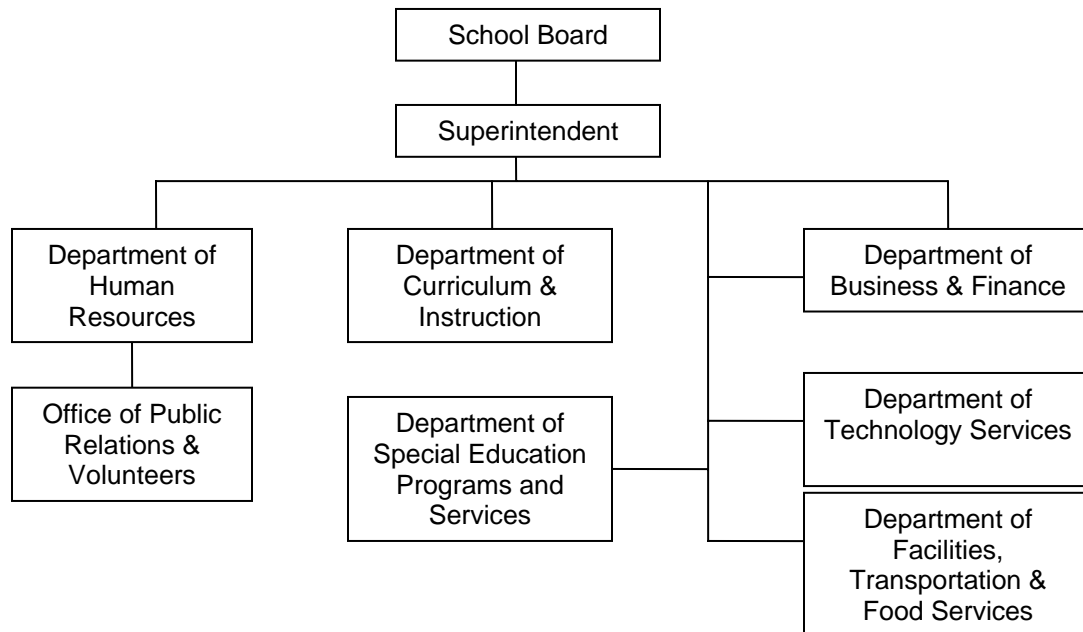 School Board
Superintendent
Department of
Human
Resources
Department of
Curriculum &
Instruction
Department of
Business & Finance
Office of Public
Relations &
Volunteers
Department of
Special Education
Programs and
Services
Department of
Technology Services
Department of
Facilities,
Transportation &
Food Services